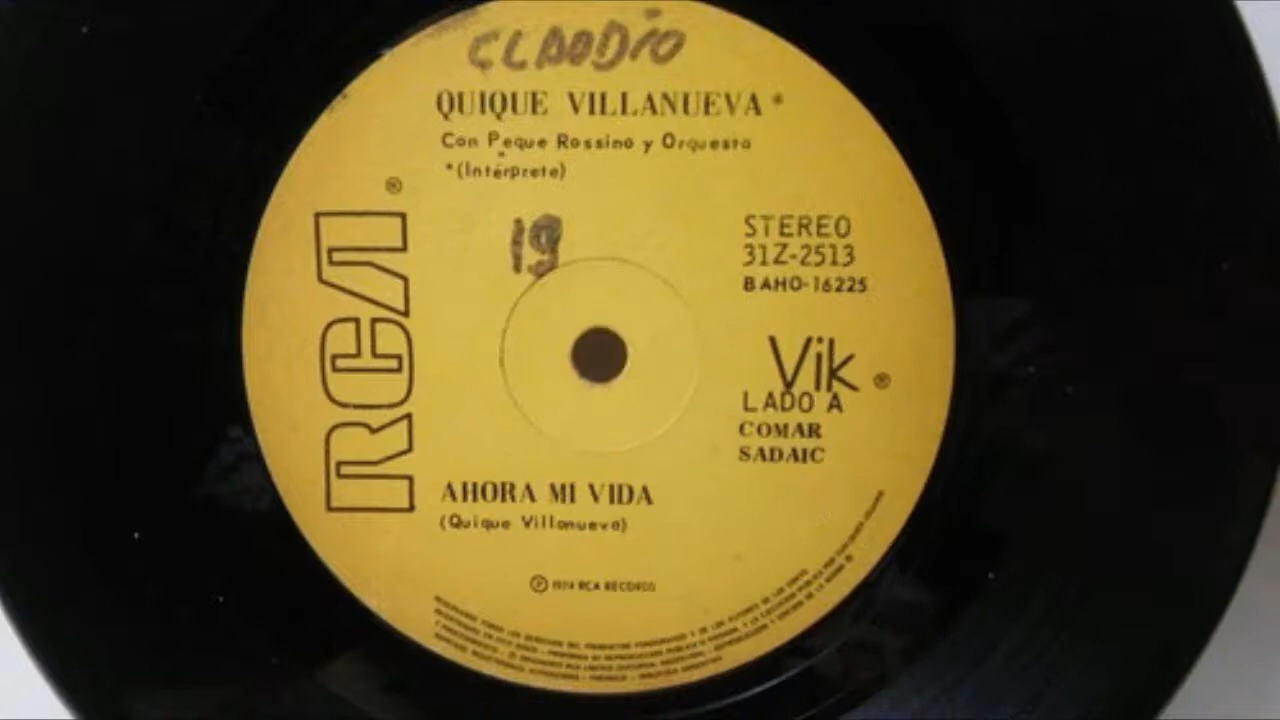 CLAUDIO
QUIQUE VILLANUEVA *
Con Peque Rossino y Orquesta
*(Intérprete)
19
RCA ®
STEREO
31Z-2513
BAHO-16225
Vik ®
LADO A
COMAR
SADAIC
AHORA MI VIDA
(Quique Villanueva)
℗ 1974 RCA RECORDS